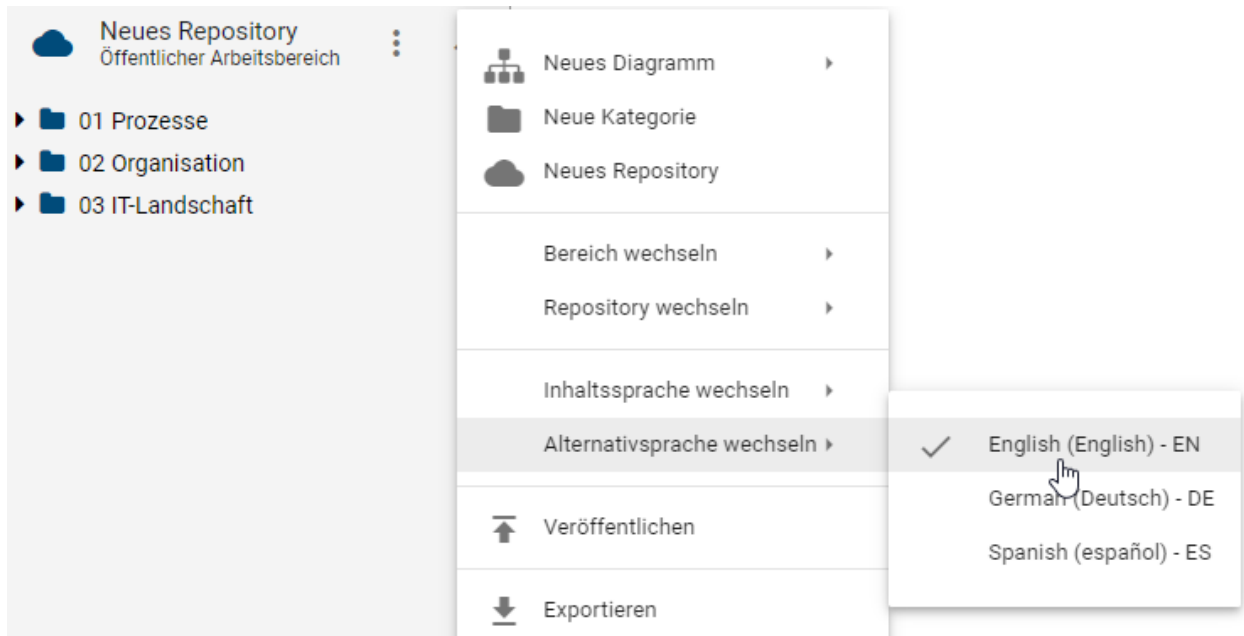 Neues Repository
Öffentlicher Arbeitsbereich
01 Prozesse
02 Organisation
03 IT-Landschaft
Neues Diagramm
Neue Kategorie
Neues Repository
Bereich wechseln
Repository wechseln
Inhaltssprache wechseln
Alternativsprache wechseln
English (English) - EN
German (Deutsch) - DE
Spanish (español) - ES
Veröffentlichen
Exportieren